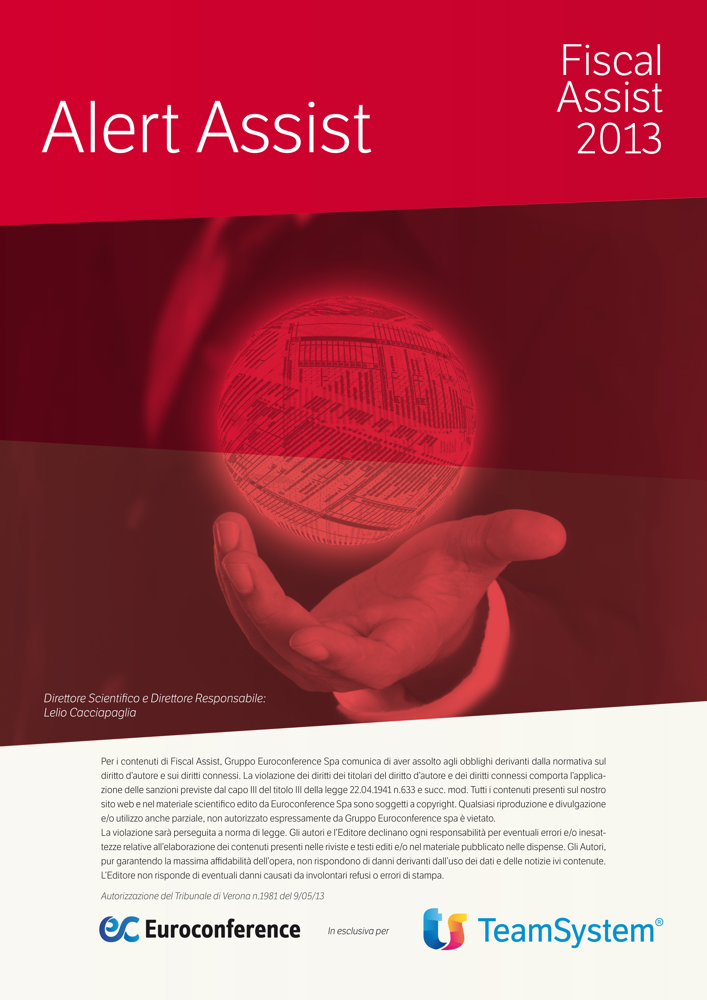 Fiscal
Assist
2013
Alert Assist
Direttore Scientifico e Direttore Responsabile:
Lelio Cacciapaglia
Per i contenuti di Fiscal Assist, Gruppo Euroconference Spa comunica di aver assolto agli obblighi derivanti dalla normativa sul
diritto d'autore e sui diritti connessi. La violazione dei diritti dei titolari del diritto d'autore e dei diritti connessi comporta l'applica-
zione delle sanzioni previste dal capo III del titolo III della legge 22.04.1941 n.633 e succ. mod. Tutti i contenuti presenti sul nostro
sito web e nel materiale scientifico edito da Euroconference Spa sono soggetti a copyright. Qualsiasi riproduzione e divulgazione
e/o utilizzo anche parziale, non autorizzato espressamente da Gruppo Euroconference spa è vietato.
La violazione sarà perseguita a norma di legge. Gli autori e l'Editore declinano ogni responsabilità per eventuali errori e/o inesat-
tezze relative all'elaborazione dei contenuti presenti nelle riviste e testi editi e/o nel materiale pubblicato nelle dispense. Gli Autori,
pur garantendo la massima affidabilità dell'opera, non rispondono di danni derivanti dall'uso dei dati e delle notizie ivi contenute.
L'Editore non risponde di eventuali danni causati da involontari refusi o errori di stampa.
Autorizzazione del Tribunale di Verona n.1981 del 9/05/13
ec Euroconference
In esclusiva per
ts TeamSystem®